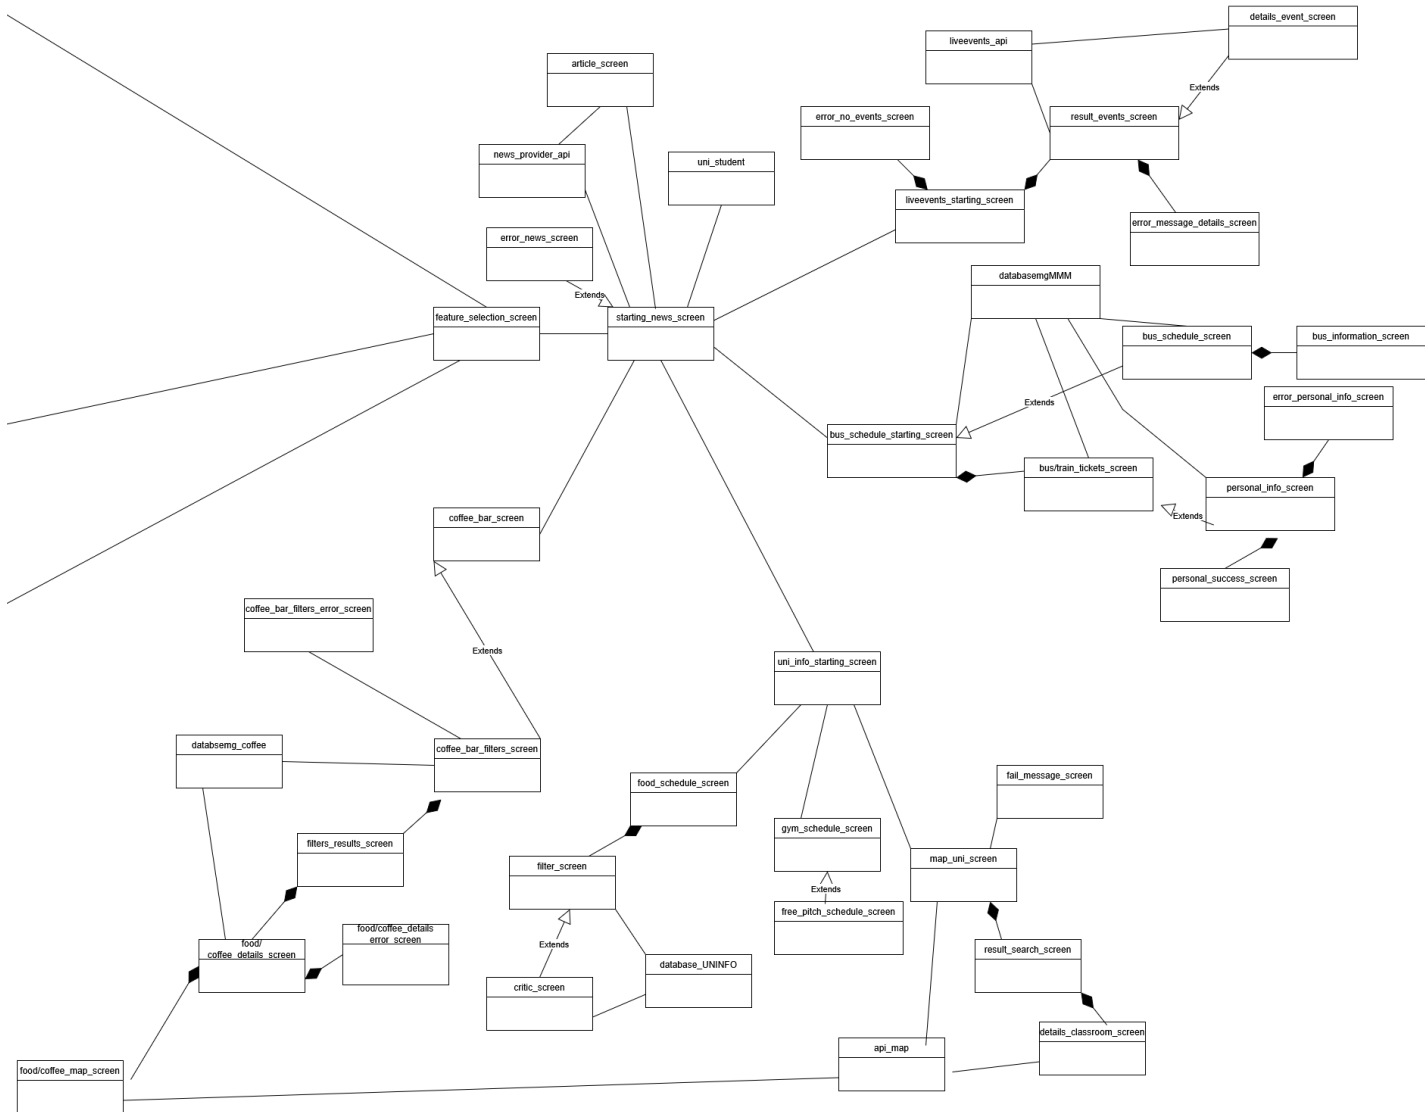 details_event_screen
liveevents_api
article_screen
Extends
error_no_events_screen
result_events_screen
news_provider_api
uni_student
liveevents_starting_screen
error_message_details_screen
error_news_screen
databasemgMMM
Extends
feature_selection_screen
starting_news_screen
bus_schedule_screen
bus_information_screen
error_personal_info_screen
Extends
bus_schedule_starting_screen
bus/train_tickets_screen
personal_info_screen
coffee_bar_screen
Extends
personal_success_screen
coffee_bar_filters_error_screen
Extends
uni_info_starting_screen
databsemg_coffee
coffee_bar_filters_screen
food_schedule_screen
fail_message_screen
gym_schedule_screen
filters_results_screen
map_uni_screen
filter_screen
Extends
free_pitch_schedule_screen
food/coffee_details
error_screen
food/
coffee_details_screen
Extends
result_search_screen
database_UNINFO
critic_screen
details_classroom_screen
api_map
food/coffee_map_screen